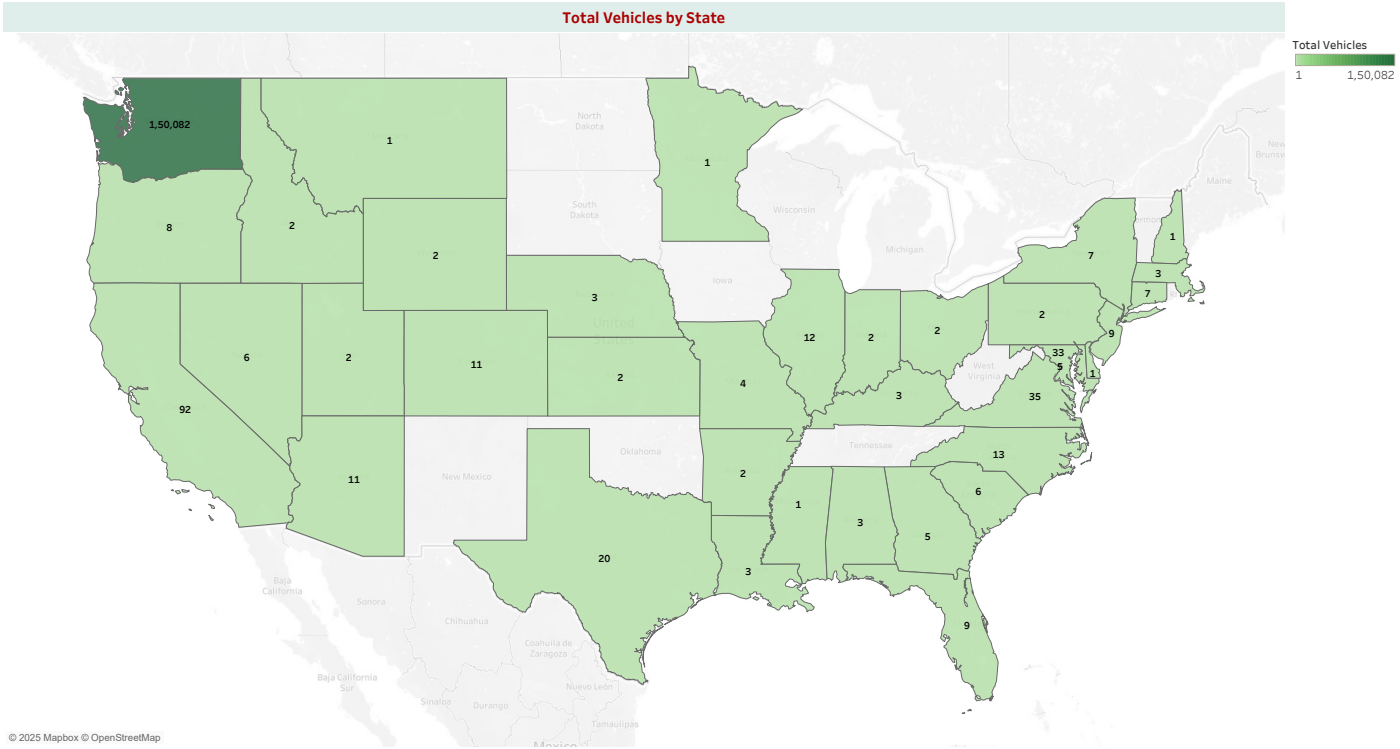 Total Vehicles by State
Total Vehicles
1 1,50,082
1,50,082
1
1
North
Dakota
South
Dakota
Wisconsin
Michigan
Maine
New
8
2
2
7
1
3
7
Iowa
3
United
States
12
2
2
2
9
6
2
11
2
4
3
West
Virginia
33
5
1
35
92
11
New Mexico
Oklahoma
Tennessee
13
2
1
3
5
6
20
3
9
Baja
California
Sonora
Chihuahua
Coahuila de
Zaragoza
Baja California
Sur
Sinaloa
Durango
Nuevo León
Tamaulipas
Mexico
© 2025 Mapbox © OpenStreetMap